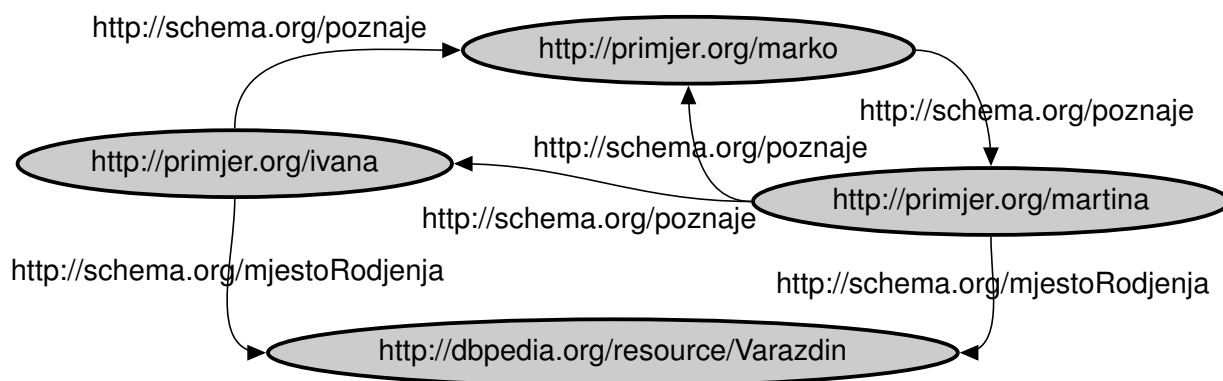 http://schema.org/poznaje
http://primjer.org/marko
http://schema.org/poznaje
http://schema.org/poznaje
http://primjer.org/ivana
http://primjer.org/martina
http://schema.org/poznaje
http://schema.org/mjestoRodjenja
http://schema.org/mjestoRodjenja
http://dbpedia.org/resource/Varazdin